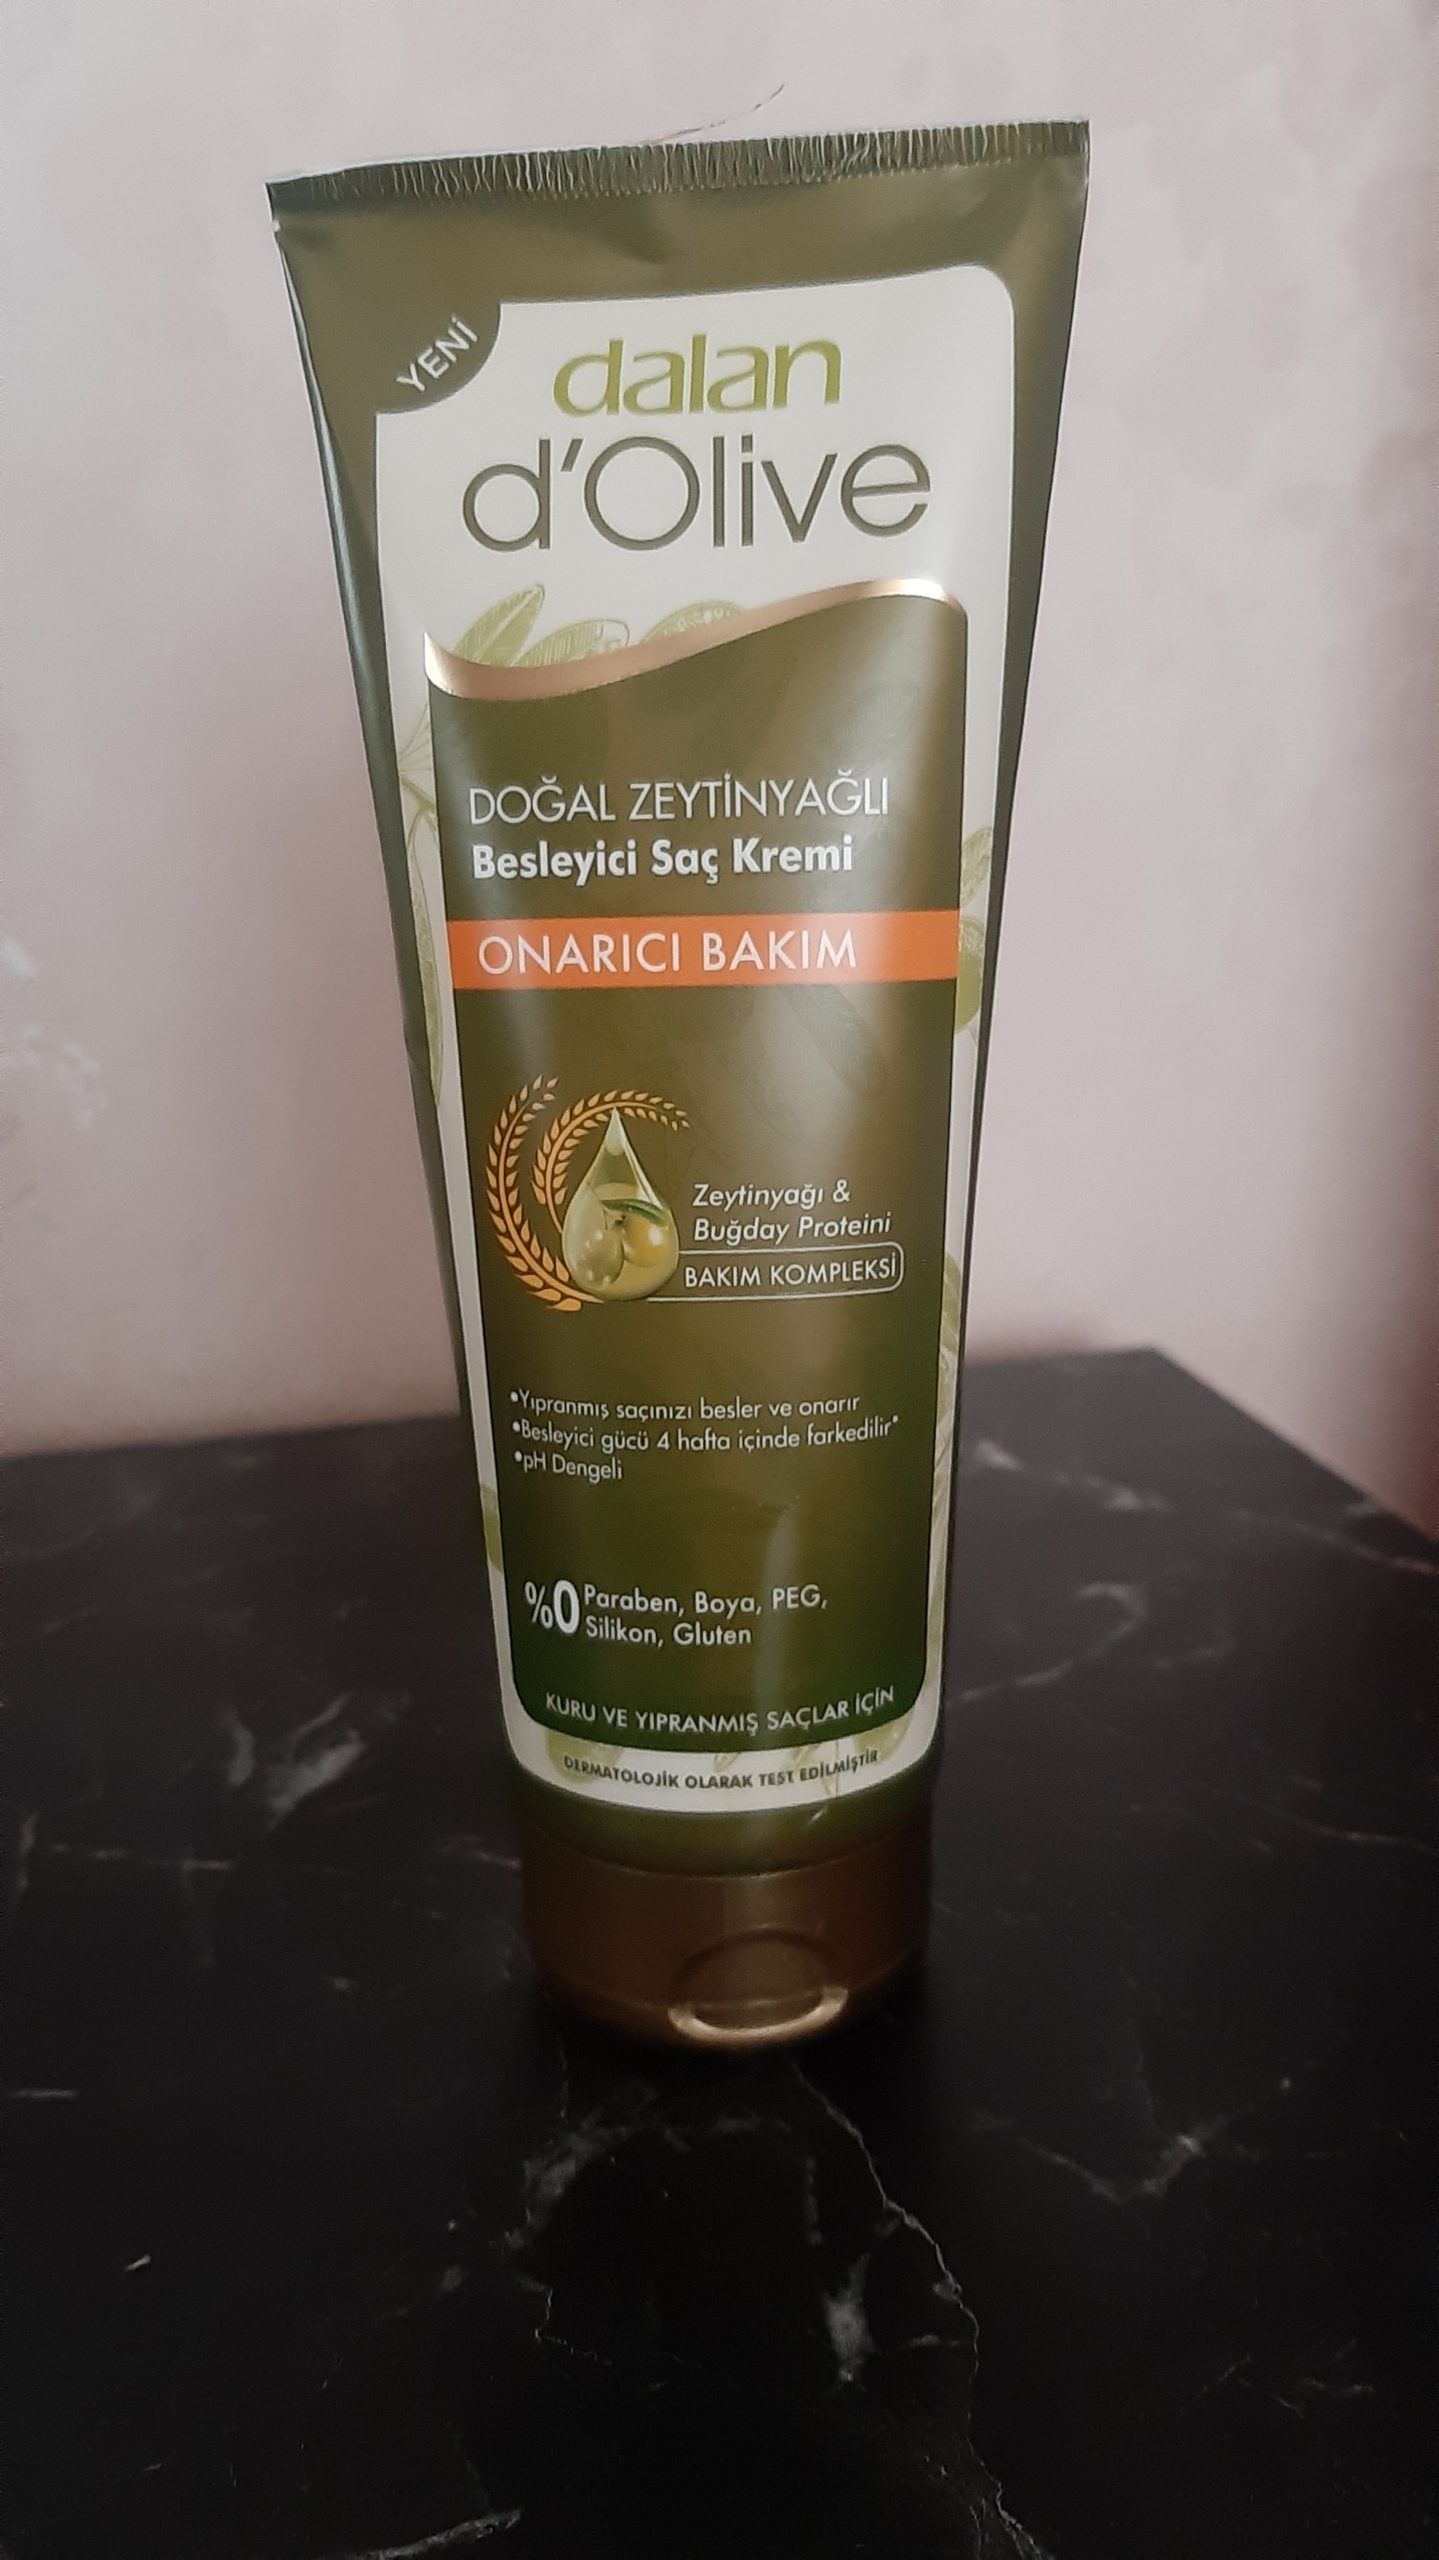 YENİ
dalan
d'Olive
DOĞAL ZEYTİNYAĞLI
Besleyici Saç Kremi
ONARICI BAKIM
Zeytinyağı &
Buğday Proteini
BAKIM KOMPLEKSİ
•Yıpranmış saçınızı besler ve onarır
•Besleyici gücü 4 hafta içinde farkedilir*
•pH Dengeli
%0 Paraben, Boya, PEG,
Silikon, Gluten
KURU VE YIPRANMIŞ SAÇLAR İÇİN
DERMATOLOJİK OLARAK TEST EDİLMİŞTİR